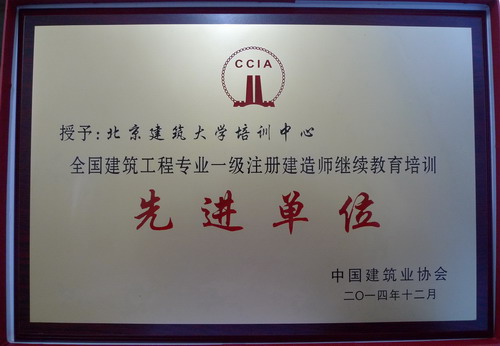 CCIA
授予:北京建筑大学培训中心
全国建筑工程专业一级注册建造师继续教育培训
先进单位
中国建筑业协会
二〇一四年十二月